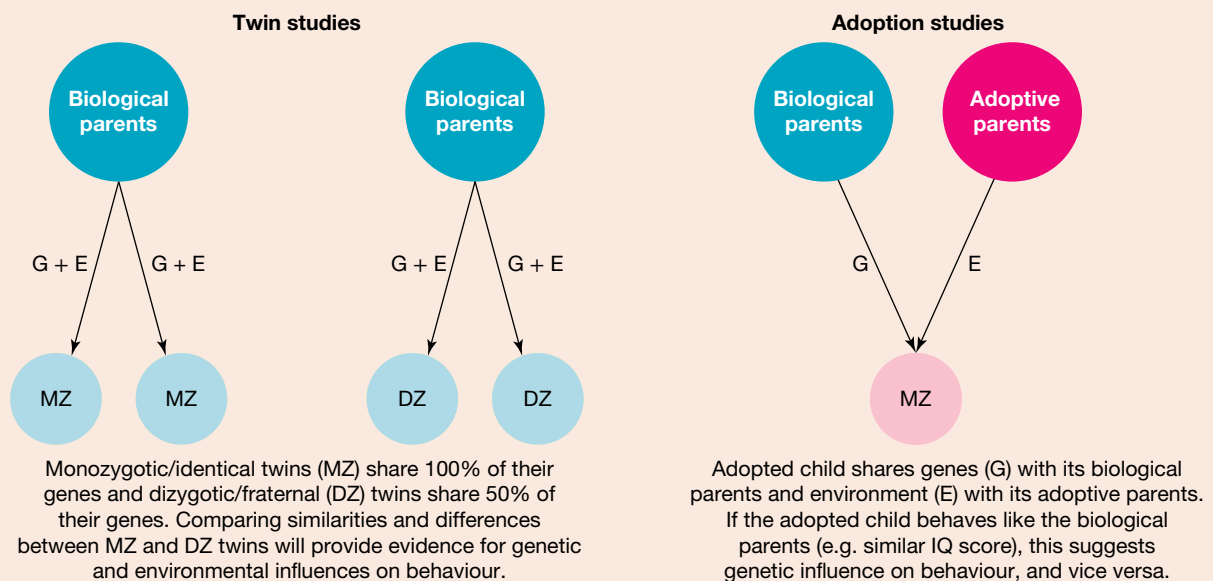 Twin studies
Biological
parents
Biological
parents
G + E
G + E
G + E
G + E
MZ
MZ
DZ
DZ
Monozygotic/identical twins (MZ) share 100% of their
genes and dizygotic/fraternal (DZ) twins share 50% of
their genes. Comparing similarities and differences
between MZ and DZ twins will provide evidence for genetic
and environmental influences on behaviour.
Adoption studies
Biological
parents
Adoptive
parents
G
E
MZ
Adopted child shares genes (G) with its biological
parents and environment (E) with its adoptive parents.
If the adopted child behaves like the biological
parents (e.g. similar IQ score), this suggests
genetic influence on behaviour, and vice versa.